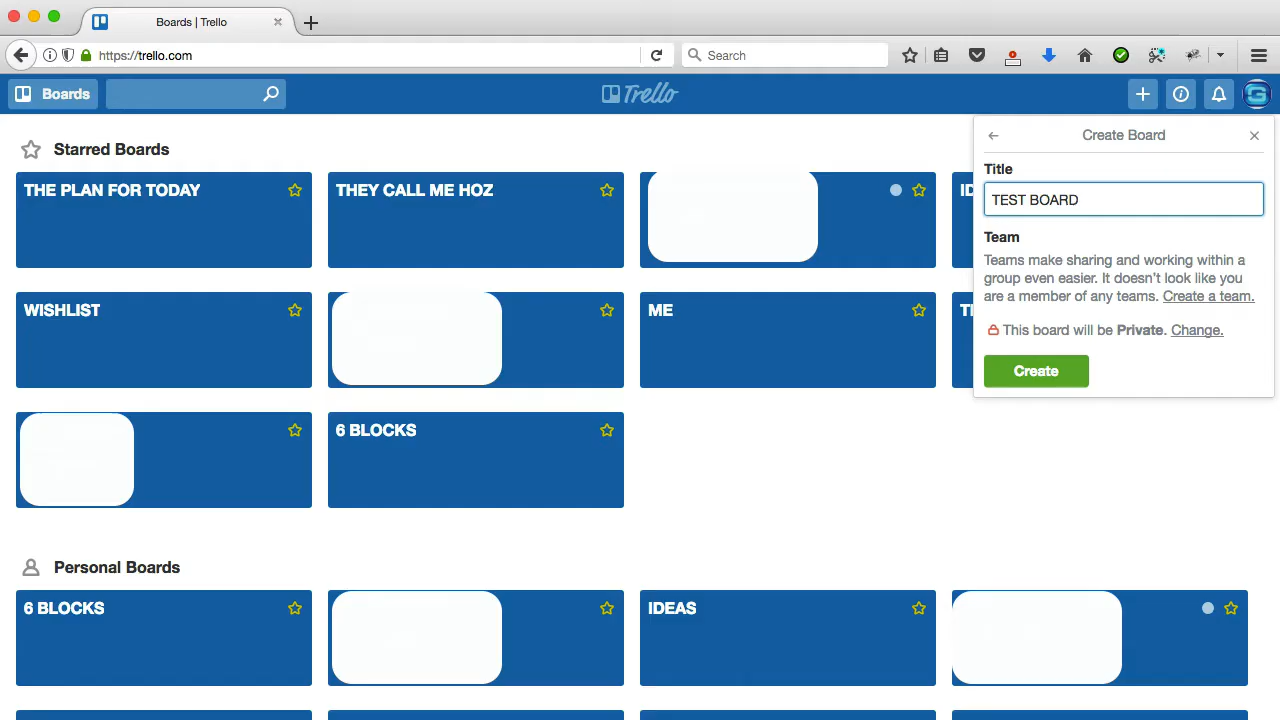 Boards | Trello
https://trello.com
Search
Boards
Trello
Create Board
Title
TEST BOARD
Team
Teams make sharing and working within a
group even easier. It doesn't look like you
are a member of any teams. Create a team.
This board will be Private. Change.
Create
Starred Boards
THE PLAN FOR TODAY
THEY CALL ME HOZ
WISHLIST
ME
6 BLOCKS
Personal Boards
6 BLOCKS
IDEAS